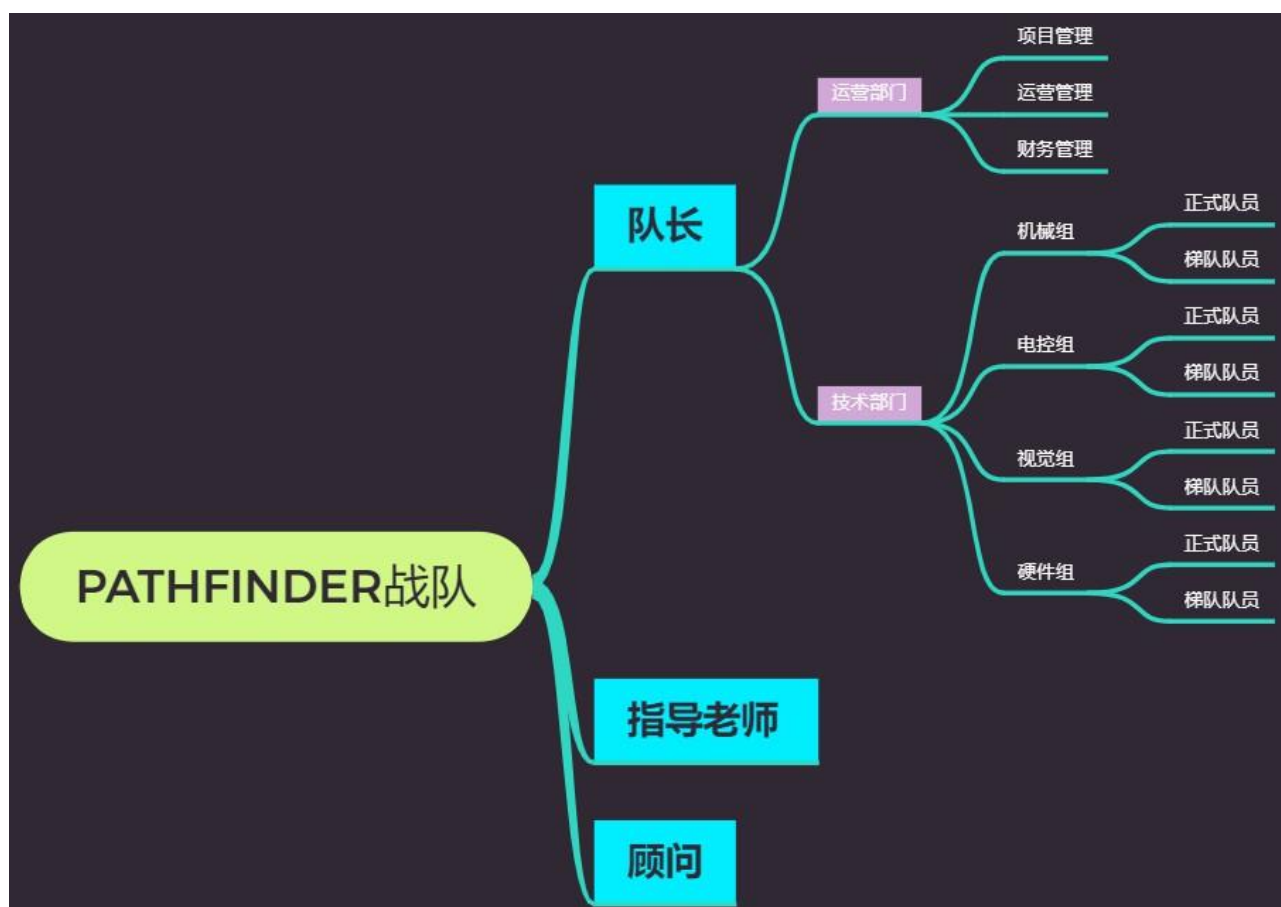 PATHFINDER战队
队长
运营部门
项目管理
运营管理
财务管理
技术部门
机械组
正式队员
梯队队员
电控组
正式队员
梯队队员
视觉组
正式队员
梯队队员
硬件组
正式队员
梯队队员
指导老师
顾问